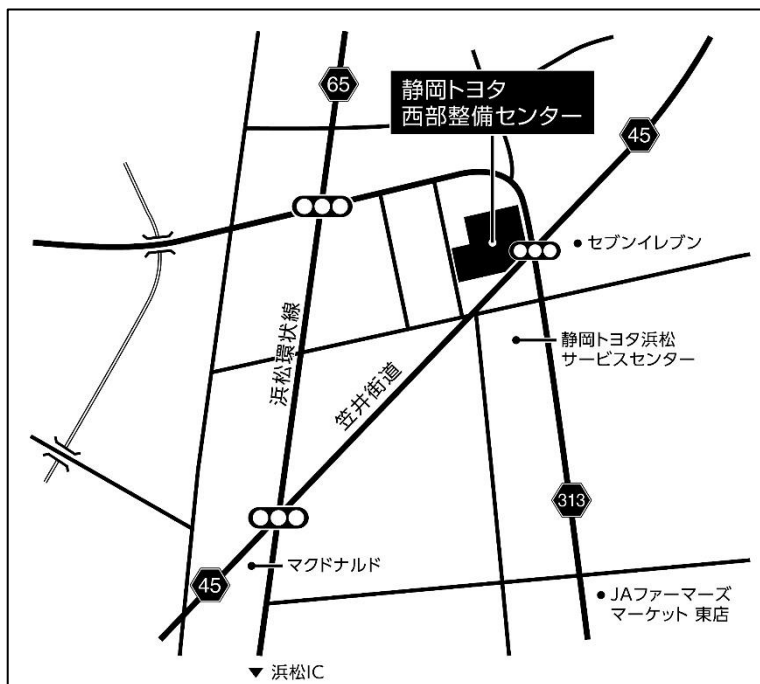 65
静岡トヨタ
西部整備センター
45
セブンイレブン
浜松環状線
笠井街道
静岡トヨタ浜松
サービスセンター
313
マクドナルド
45
JAファーマーズ
マーケット 東店
▼ 浜松IC